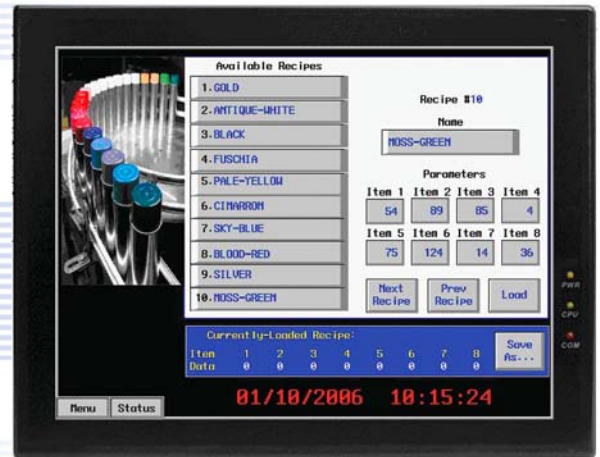 Available Recipes
1.GOLD
2.ANTIQUE-WHITE
3.BLACK
4.FUSCHIA
5.PALE-YELLOW
6.CIMARRON
7.SKY-BLUE
8.BLOOD-RED
9.SILVER
10.MOSS-GREEN
Recipe #10
Name
MOSS-GREEN
Parameters
Item 1 Item 2 Item 3 Item 4
54 89 85 4
Item 5 Item 6 Item 7 Item 8
75 124 14 36
Next Recipe
Prev Recipe
Load
Currently-Loaded Recipe:
Item 1 2 3 4 5 6 7 8
Data 0 0 0 0 0 0 0 0
Save As...
01/10/2006 10:15:24
Menu Status
PWR
CPU
COM